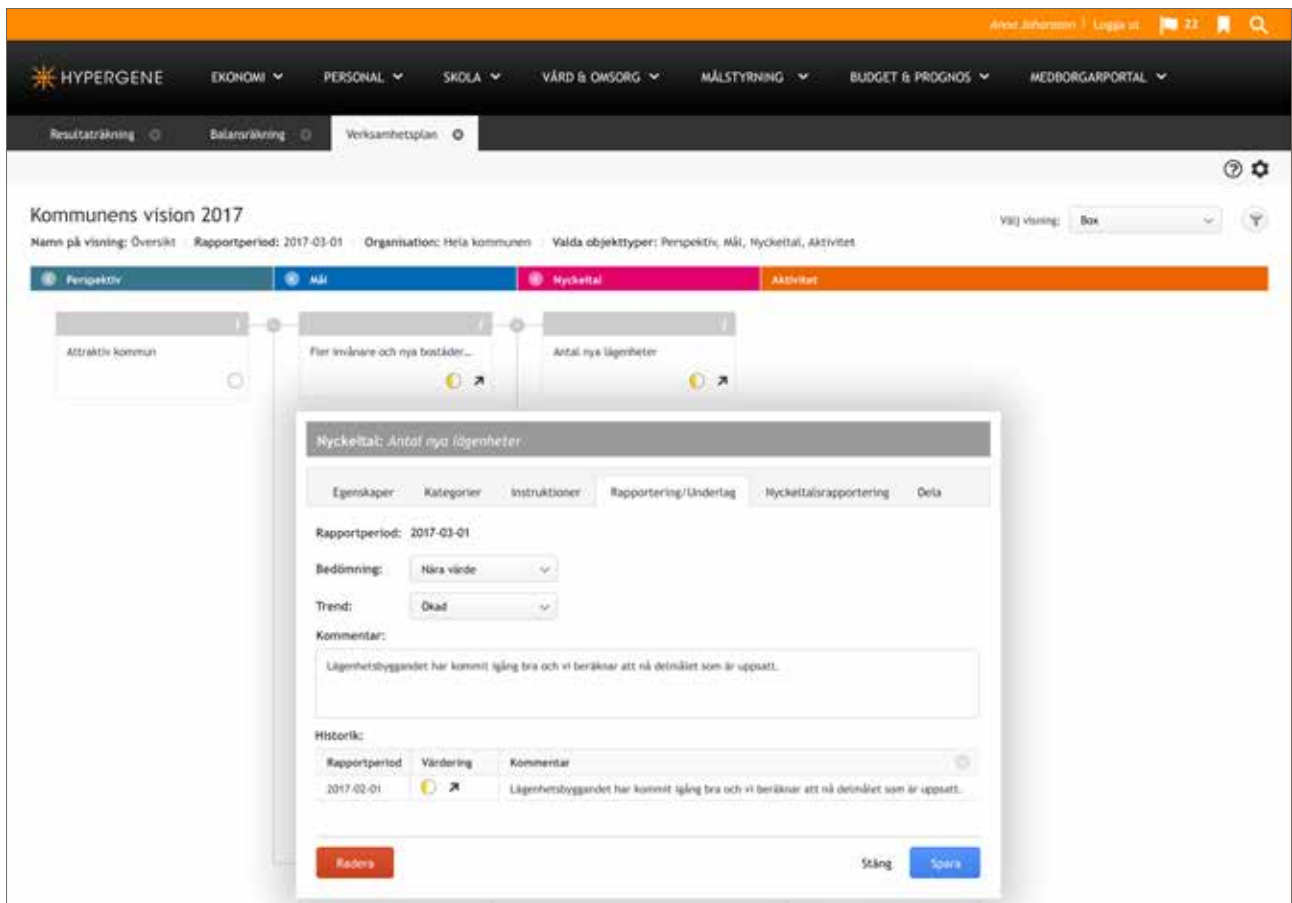 Anna Johansson | Logga ut 22
HYPERGENE EKONOMI PERSONAL SKOLA VÅRD & OMSORG MÅLSTYRNING BUDGET & PROGNOS MEDBORGARPORTAL
Resultaträkning Balansräkning Verksamhetsplan
Kommunens vision 2017
Välj visning: Box
Namn på visning: Översikt Rapportperiod: 2017-03-01 Organisation: Hela kommunen Valda objekttyper: Perspektiv, Mål, Nyckeltal, Aktivitet
Perspektiv Mål Nyckeltal Aktivitet
Attraktiv kommun Fler invånare och nya bostäder... Antal nya lägenheter
Nyckeltal: Antal nya lägenheter
Egenskaper Kategorier Instruktioner Rapportering/Underlag Nyckeltalsrapportering Dela
Rapportperiod: 2017-03-01
Bedömning: Nära värde
Trend: Ökad
Kommentar:
Lägenhetsbyggandet har kommit igång bra och vi beräknar att nå delmålet som är uppsatt.
Historik:
Rapportperiod Värdering Kommentar
2017-02-01 Lägenhetsbyggandet har kommit igång bra och vi beräknar att nå delmålet som är uppsatt.
Radera Stäng Spara